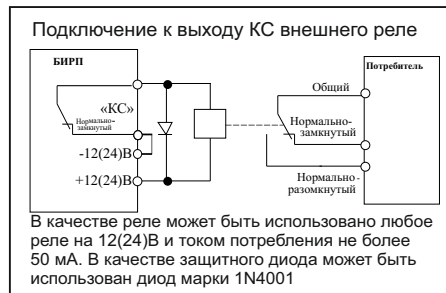 Подключение к выходу КС внешнего реле
БИРП
Потребитель
Общий
«КС»
Нормально-
замкнутый
Нормально-
замкнутый
-12(24)В
+12(24)В
Нормально-
разомкнутый
В качестве реле может быть использовано любое
реле на 12(24)В и током потребления не более
50 мА. В качестве защитного диода может быть
использован диод марки 1N4001